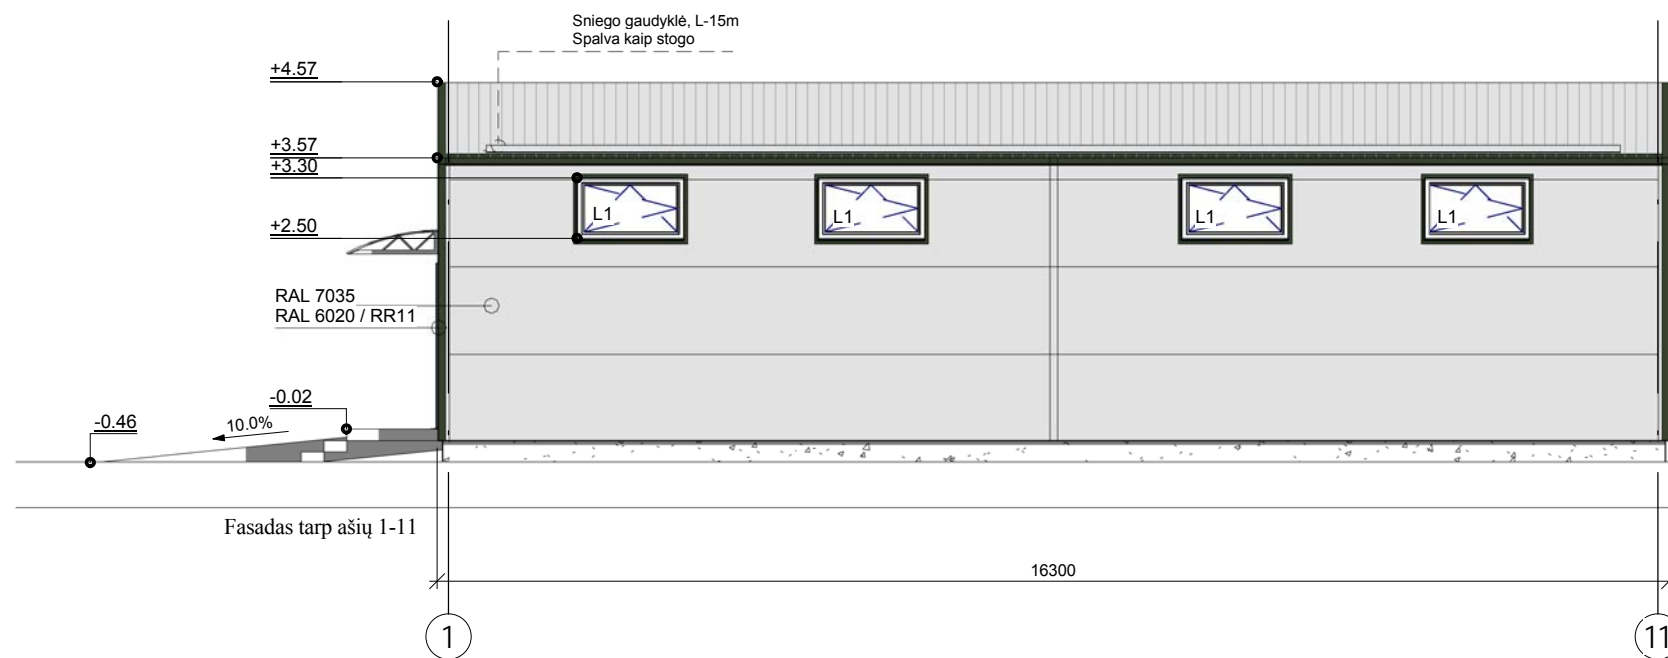 Sniego gaudyklė, L-15m
Spalva kaip stogo
+4.57
+3.57
+3.30
L1
L1
L1
L1
+2.50
RAL 7035
RAL 6020 / RR11
-0.02
-0.46
10.0%
Fasadas tarp ašių 1-11
16300
1
11